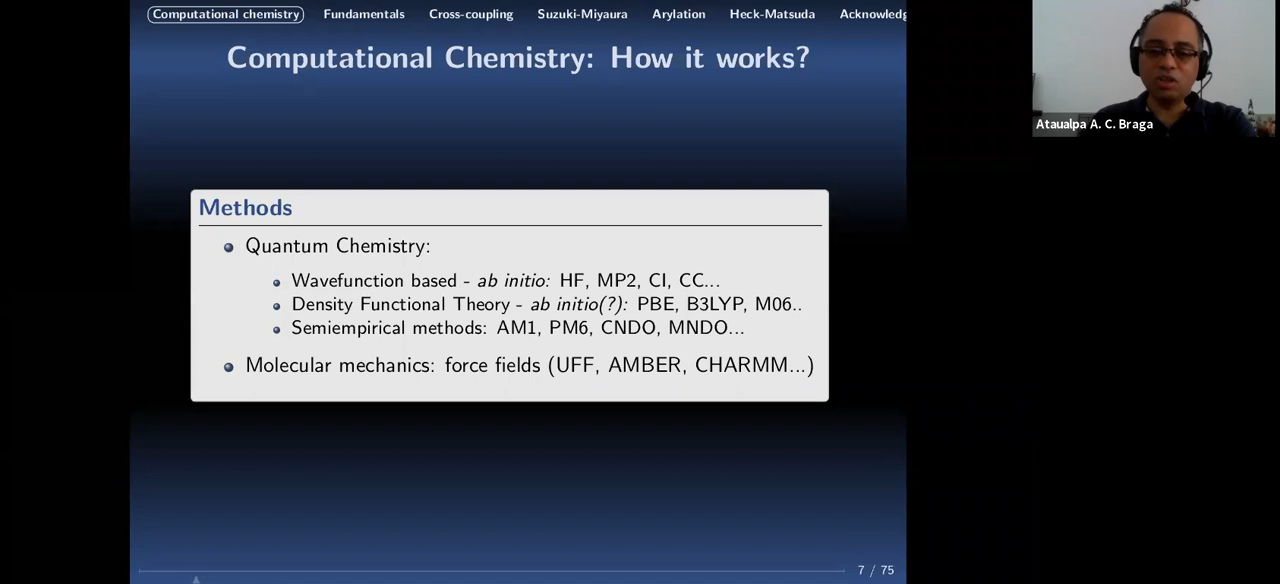 Computational chemistry Fundamentals Cross-coupling Suzuki-Miyaura Arylation Heck-Matsuda Acknowledg
Computational Chemistry: How it works?
Ataualpa A. C. Braga
Methods
Quantum Chemistry:
Wavefunction based - ab initio: HF, MP2, CI, CC...
Density Functional Theory - ab initio(?): PBE, B3LYP, M06..
Semiempirical methods: AM1, PM6, CNDO, MNDO...
Molecular mechanics: force fields (UFF, AMBER, CHARMM...)
7 / 75